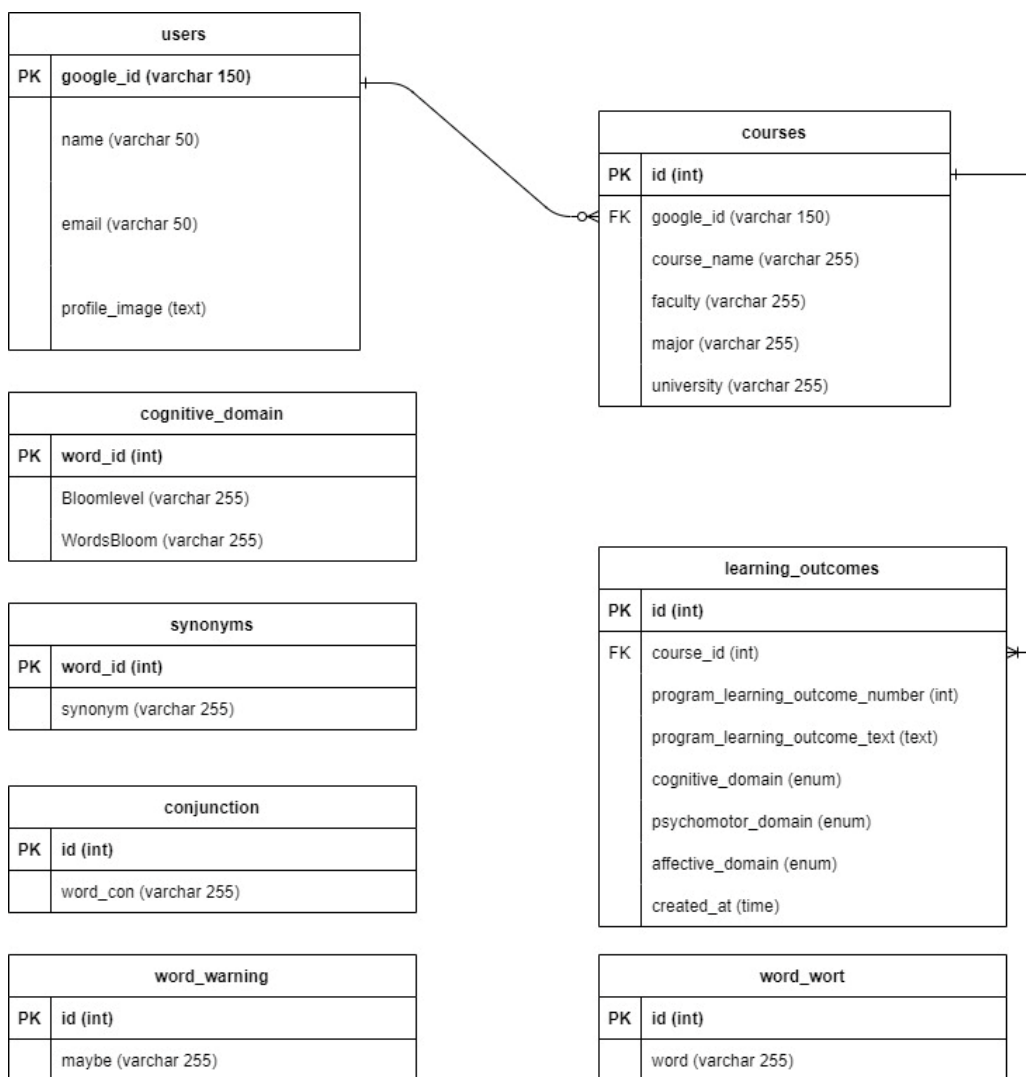 users
PK google_id (varchar 150)
name (varchar 50)
email (varchar 50)
profile_image (text)
courses
PK id (int)
FK google_id (varchar 150)
course_name (varchar 255)
faculty (varchar 255)
major (varchar 255)
university (varchar 255)
cognitive_domain
PK word_id (int)
Bloomlevel (varchar 255)
WordsBloom (varchar 255)
synonyms
PK word_id (int)
synonym (varchar 255)
learning_outcomes
PK id (int)
FK course_id (int)
program_learning_outcome_number (int)
program_learning_outcome_text (text)
cognitive_domain (enum)
psychomotor_domain (enum)
affective_domain (enum)
created_at (time)
conjunction
PK id (int)
word_con (varchar 255)
word_warning
PK id (int)
maybe (varchar 255)
word_wort
PK id (int)
word (varchar 255)